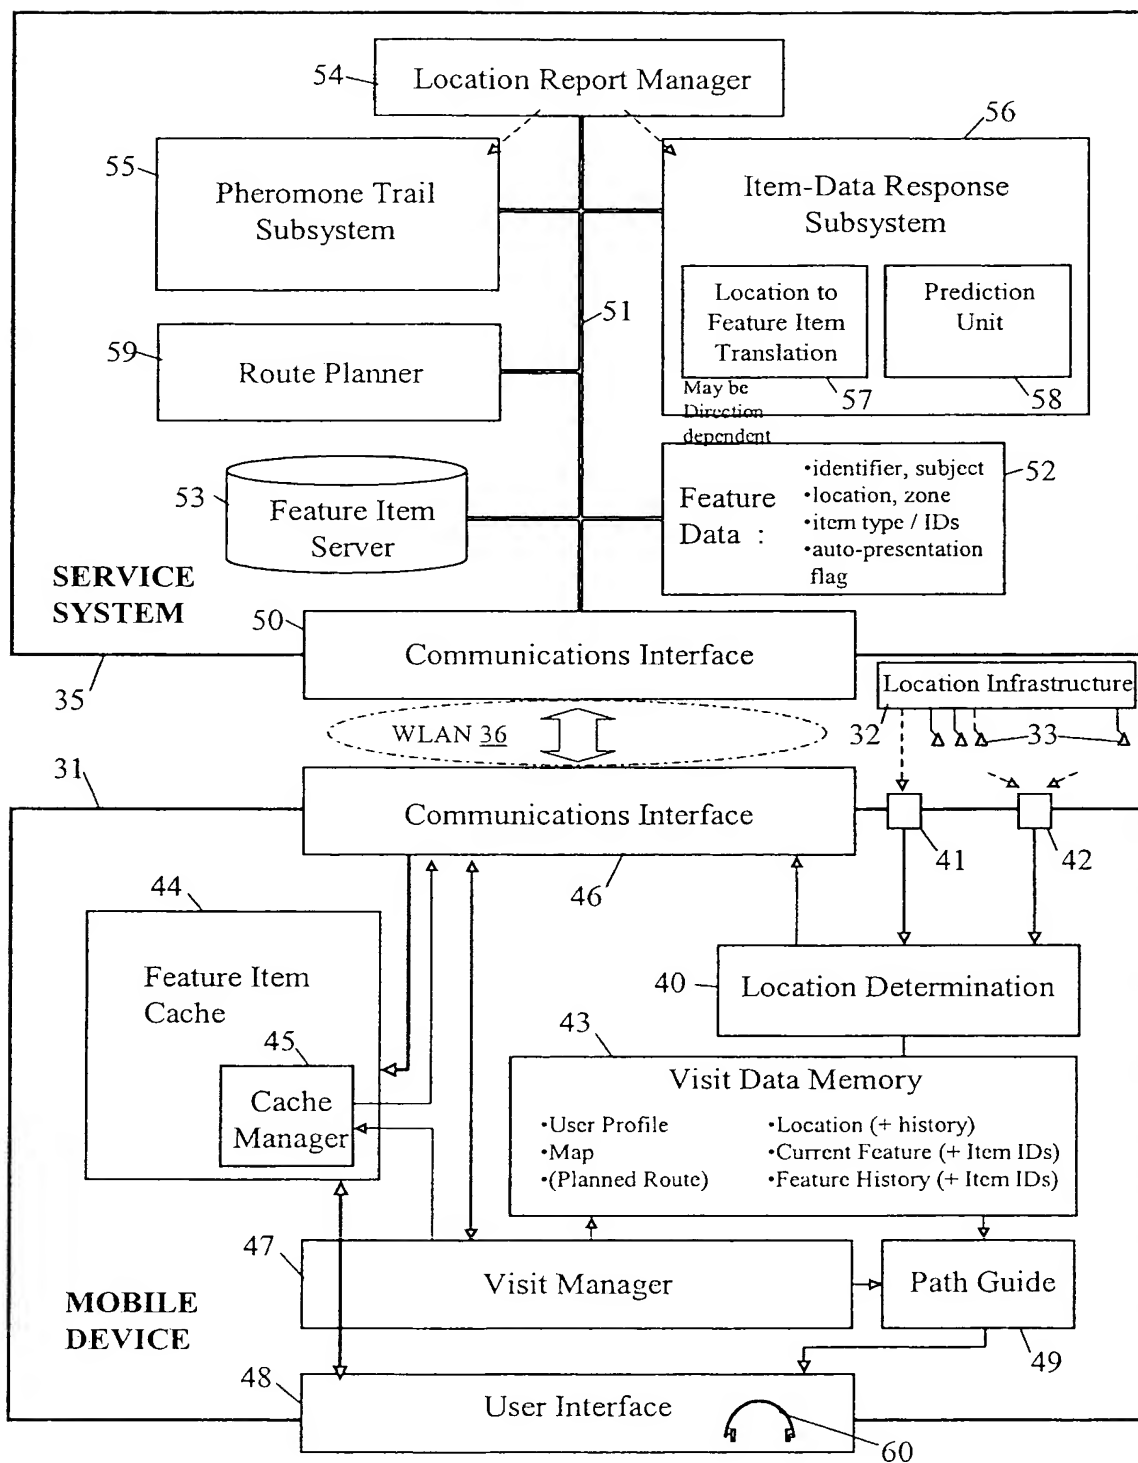 54
Location Report Manager
55
Pheromone Trail
Subsystem
56
Item-Data Response
Subsystem
Location to
Feature Item
Translation
Prediction
Unit
51
59
Route Planner
May be
Direction
dependent
57
58
53
Feature Item
Server
Feature
Data :
•identifier, subject
•location, zone
•item type / IDs
•auto-presentation
flag
52
SERVICE
SYSTEM
50
Communications Interface
35
Location Infrastructure
WLAN 36
32
33
31
Communications Interface
41
42
46
44
Feature Item
Cache
40
Location Determination
43
45
Cache
Manager
Visit Data Memory
•User Profile
•Map
•(Planned Route)
•Location (+ history)
•Current Feature (+ Item IDs)
•Feature History (+ Item IDs)
47
Visit Manager
Path Guide
MOBILE
DEVICE
49
48
User Interface
60